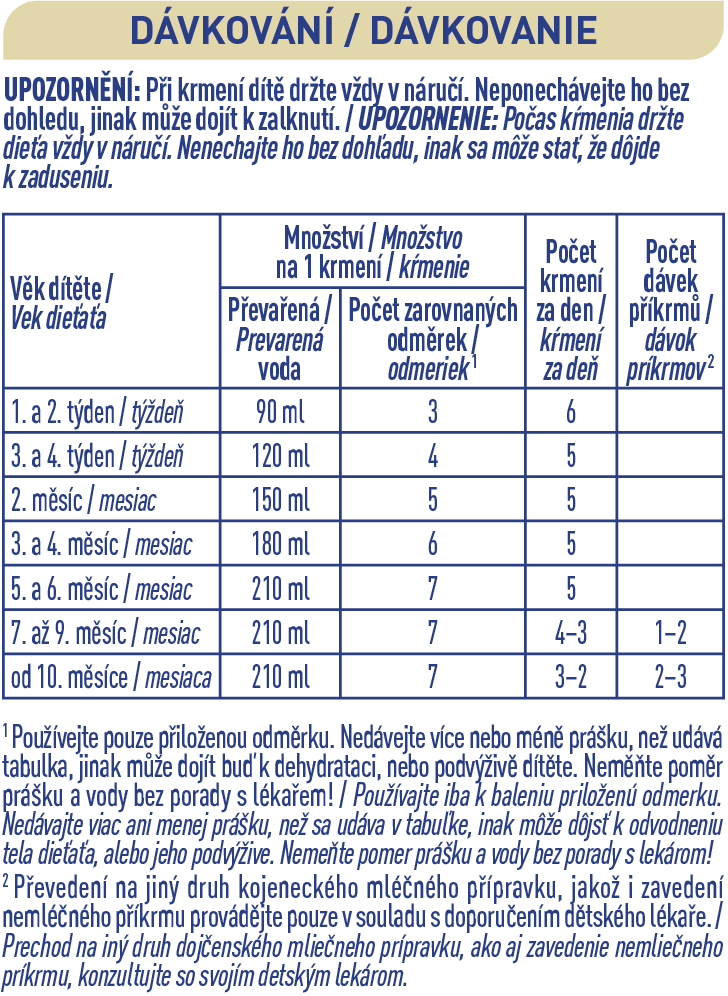 DÁVKOVÁNÍ / DÁVKOVANIE
UPOZORNĚNÍ: Při krmení dítě držte vždy v náručí. Neponechávejte ho bez
dohledu, jinak může dojít k zalknutí. / UPOZORNENIE: Počas kŕmenia držte
dieťa vždy v náručí. Nenechajte ho bez dohľadu, inak sa môže stať, že dôjde
k zaduseniu.
Věk dítěte /
Vek dieťaťa
Množství / Množstvo
na 1 krmení / kŕmenie
Převařená /
Prevarená
voda
Počet zarovnaných
odměrek /
odmeriek 1
Počet
krmení
za den /
kŕmení
za deň
Počet
dávek
příkrmů /
dávok
príkrmov 2
1. a 2. týden / týždeň 90 ml 3 6
3. a 4. týden / týždeň 120 ml 4 5
2. měsíc / mesiac 150 ml 5 5
3. a 4. měsíc / mesiac 180 ml 6 5
5. a 6. měsíc / mesiac 210 ml 7 5
7. až 9. měsíc / mesiac 210 ml 7 4–3 1–2
od 10. měsíce / mesiaca 210 ml 7 3–2 2–3
1 Používejte pouze přiloženou odměrku. Nedávejte více nebo méně prášku, než udává
tabulka, jinak může dojít buď k dehydrataci, nebo podvýživě dítěte. Neměňte poměr
prášku a vody bez porady s lékařem! / Používajte iba k baleniu priloženú odmerku.
Nedávajte viac ani menej prášku, než sa udáva v tabuľke, inak môže dôjsť k odvodneniu
tela dieťaťa, alebo jeho podvýžive. Nemeňte pomer prášku a vody bez porady s lekárom!
2 Převedení na jiný druh kojeneckého mléčného přípravku, jakož i zavedení
nemléčného příkrmu provádějte pouze v souladu s doporučením dětského lékaře. /
Prechod na iný druh dojčenského mliečneho prípravku, ako aj zavedenie nemliečneho
príkrmu, konzultujte so svojím detským lekárom.